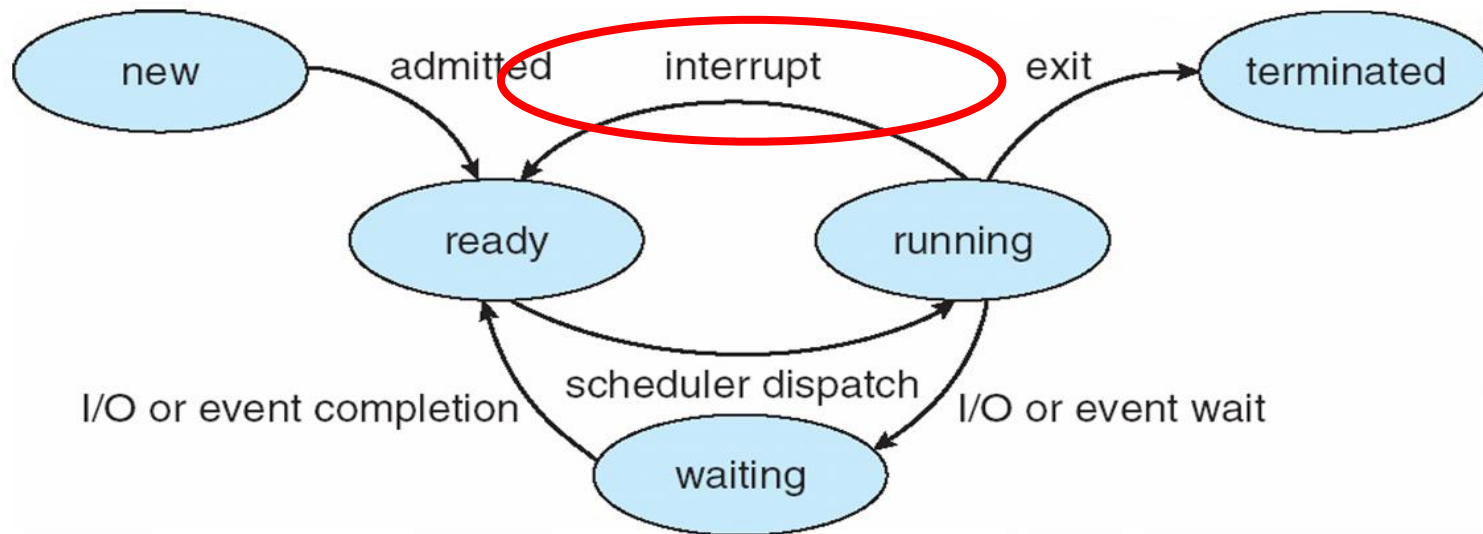 new
admitted
interrupt
exit
terminated
ready
running
I/O or event completion
scheduler dispatch
I/O or event wait
waiting